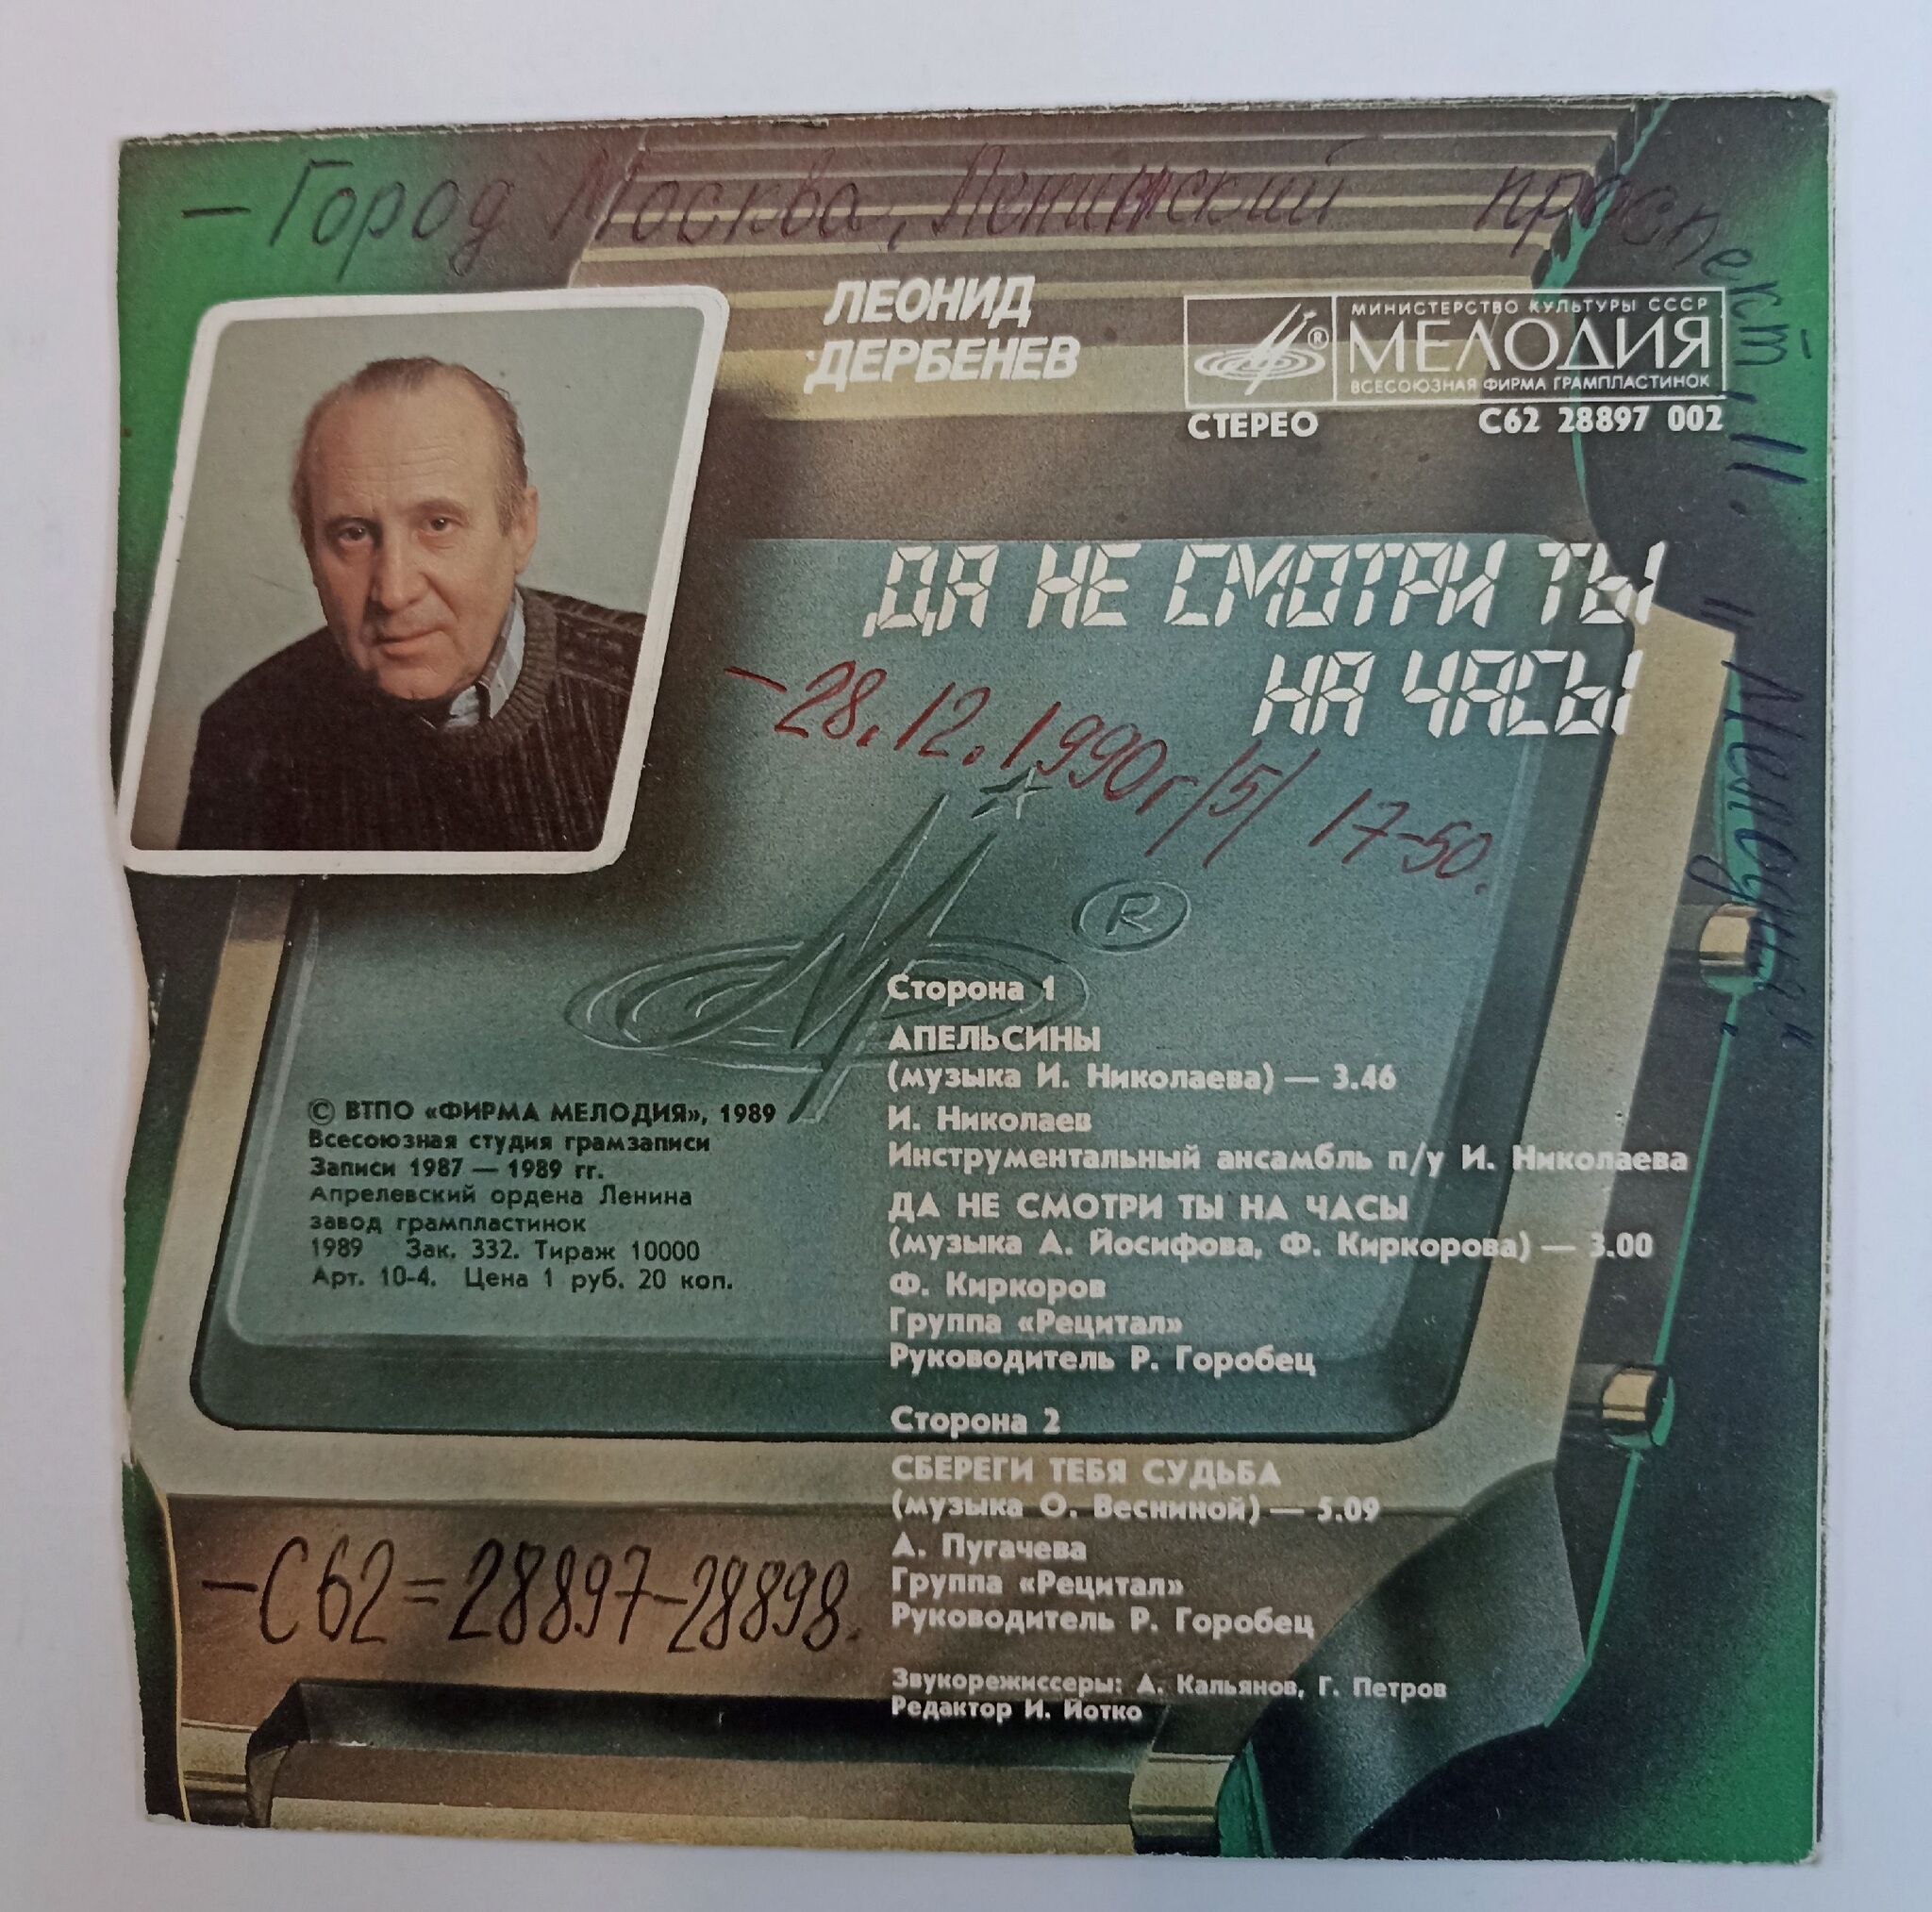 — Город Москва, Ленинский проспект, 11. "Мелодия".
ЛЕОНИД
ДЕРБЕНЕВ
МИНИСТЕРСТВО КУЛЬТУРЫ СССР
МЕЛОДИЯ
ВСЕСОЮЗНАЯ ФИРМА ГРАМПЛАСТИНОК
СТЕРЕО С62 28897 002
ДА НЕ СМОТРИ ТЫ
НА ЧАСЫ
— 28.12.1990г /5/ 17-50.
®
Сторона 1
АПЕЛЬСИНЫ
(музыка И. Николаева) — 3.46
И. Николаев
Инструментальный ансамбль п/у И. Николаева
ДА НЕ СМОТРИ ТЫ НА ЧАСЫ
(музыка А. Йосифова, Ф. Киркорова) — 3.00
Ф. Киркоров
Группа «Рецитал»
Руководитель Р. Горобец
Сторона 2
СБЕРЕГИ ТЕБЯ СУДЬБА
(музыка О. Весниной) — 5.09
А. Пугачева
Группа «Рецитал»
Руководитель Р. Горобец
Звукорежиссеры: А. Кальянов, Г. Петров
Редактор И. Йотко
© ВТПО «ФИРМА МЕЛОДИЯ», 1989
Всесоюзная студия грамзаписи
Записи 1987 — 1989 гг.
Апрелевский ордена Ленина
завод грампластинок
1989 Зак. 332. Тираж 10000
Арт. 10-4. Цена 1 руб. 20 коп.
— С62=28897-28898.